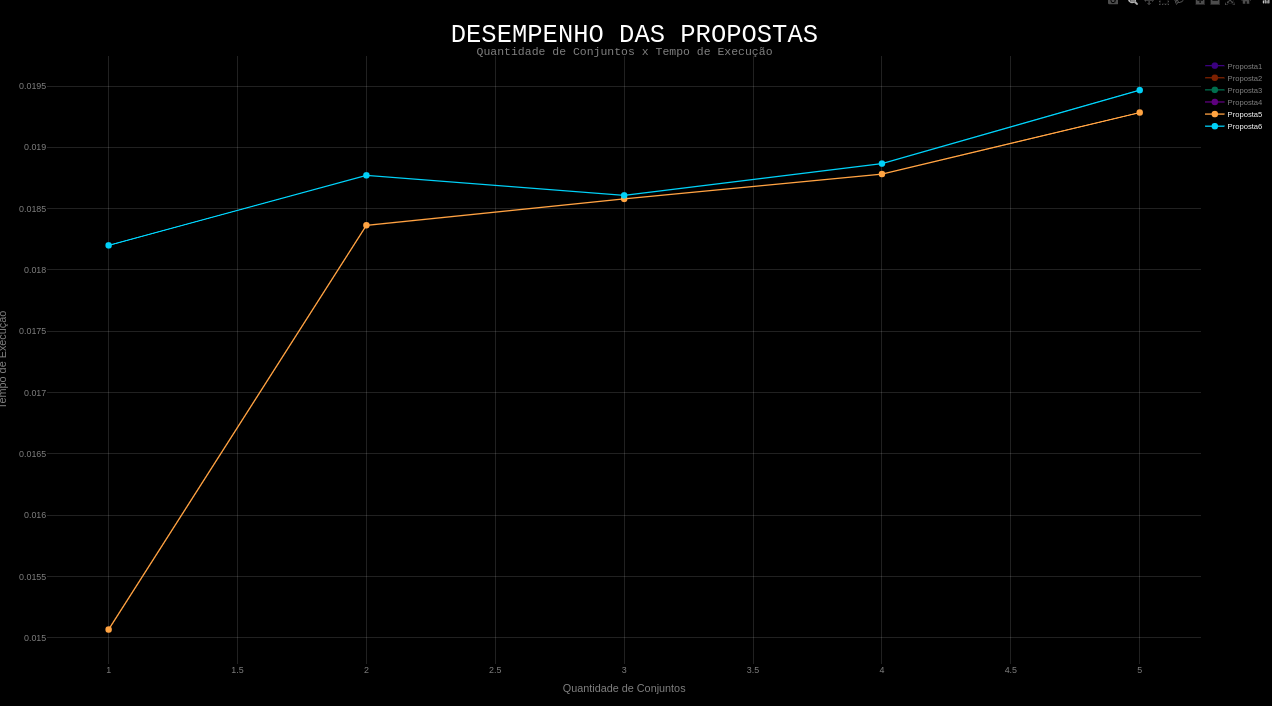 DESEMPENHO DAS PROPOSTAS
Quantidade de Conjuntos x Tempo de Execução
Proposta1
Proposta2
Proposta3
Proposta4
Proposta5
Proposta6
Tempo de Execução
0.0195
0.019
0.0185
0.018
0.0175
0.017
0.0165
0.016
0.0155
0.015
1
1.5
2
2.5
3
3.5
4
4.5
5
Quantidade de Conjuntos